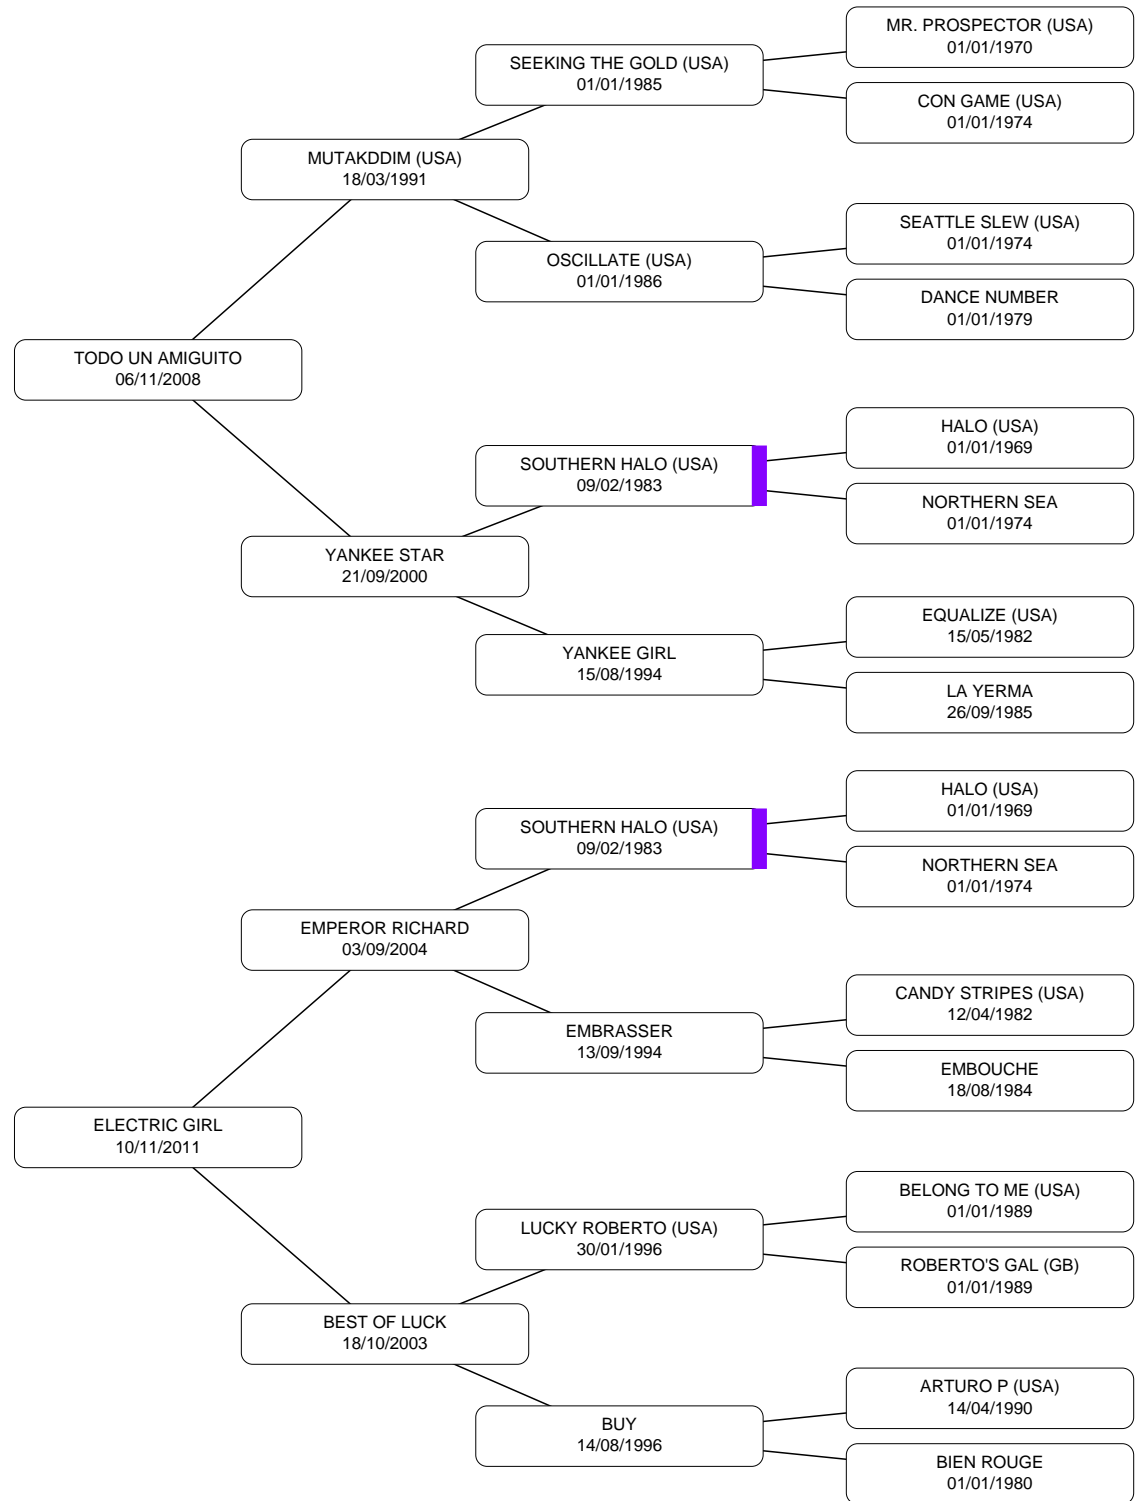 MR. PROSPECTOR (USA)
01/01/1970
SEEKING THE GOLD (USA)
01/01/1985
CON GAME (USA)
01/01/1974
MUTAKDDIM (USA)
18/03/1991
SEATTLE SLEW (USA)
01/01/1974
OSCILLATE (USA)
01/01/1986
DANCE NUMBER
01/01/1979
TODO UN AMIGUITO
06/11/2008
HALO (USA)
01/01/1969
SOUTHERN HALO (USA)
09/02/1983
NORTHERN SEA
01/01/1974
YANKEE STAR
21/09/2000
EQUALIZE (USA)
15/05/1982
YANKEE GIRL
15/08/1994
LA YERMA
26/09/1985
HALO (USA)
01/01/1969
SOUTHERN HALO (USA)
09/02/1983
NORTHERN SEA
01/01/1974
EMPEROR RICHARD
03/09/2004
CANDY STRIPES (USA)
12/04/1982
EMBRASSER
13/09/1994
EMBOUCHE
18/08/1984
ELECTRIC GIRL
10/11/2011
BELONG TO ME (USA)
01/01/1989
LUCKY ROBERTO (USA)
30/01/1996
ROBERTO'S GAL (GB)
01/01/1989
BEST OF LUCK
18/10/2003
ARTURO P (USA)
14/04/1990
BUY
14/08/1996
BIEN ROUGE
01/01/1980